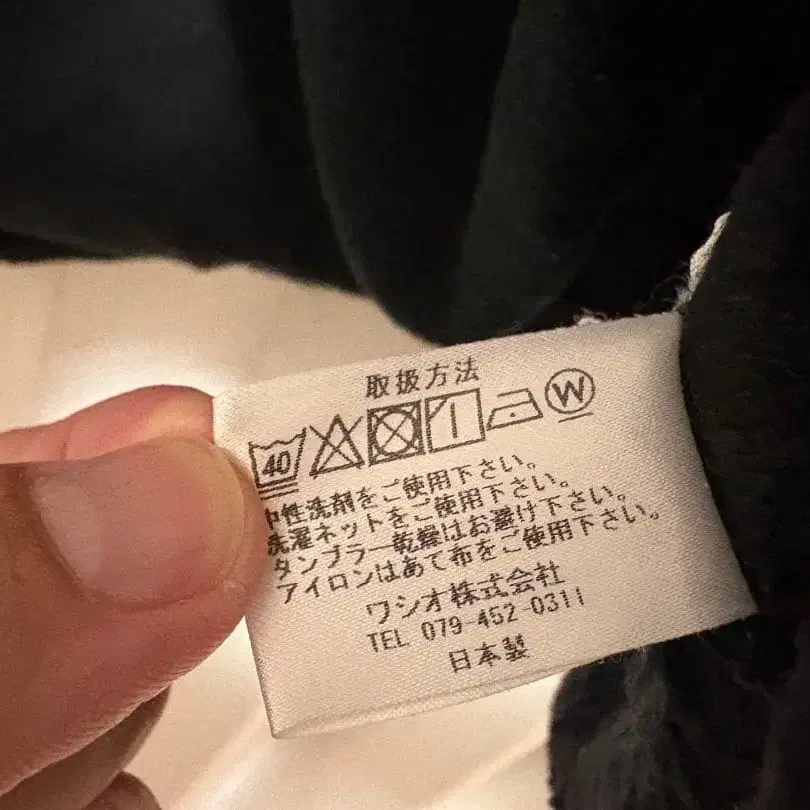 取扱方法
40 W
中性洗剤をご使用下さい。
洗濯ネットをご使用下さい。
タンブラー乾燥はお避け下さい。
アイロンはあて布をご使用下さい。
ワシオ株式会社
TEL 079-452-0311
日本製